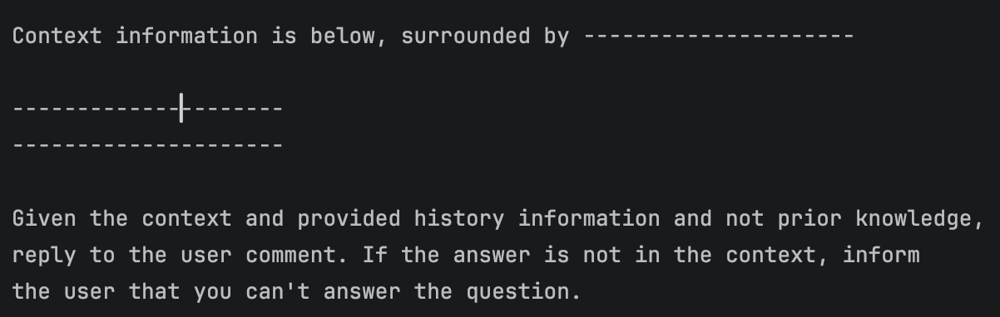 Context information is below, surrounded by ---------------------
---------------------
---------------------
Given the context and provided history information and not prior knowledge,
reply to the user comment. If the answer is not in the context, inform
the user that you can't answer the question.